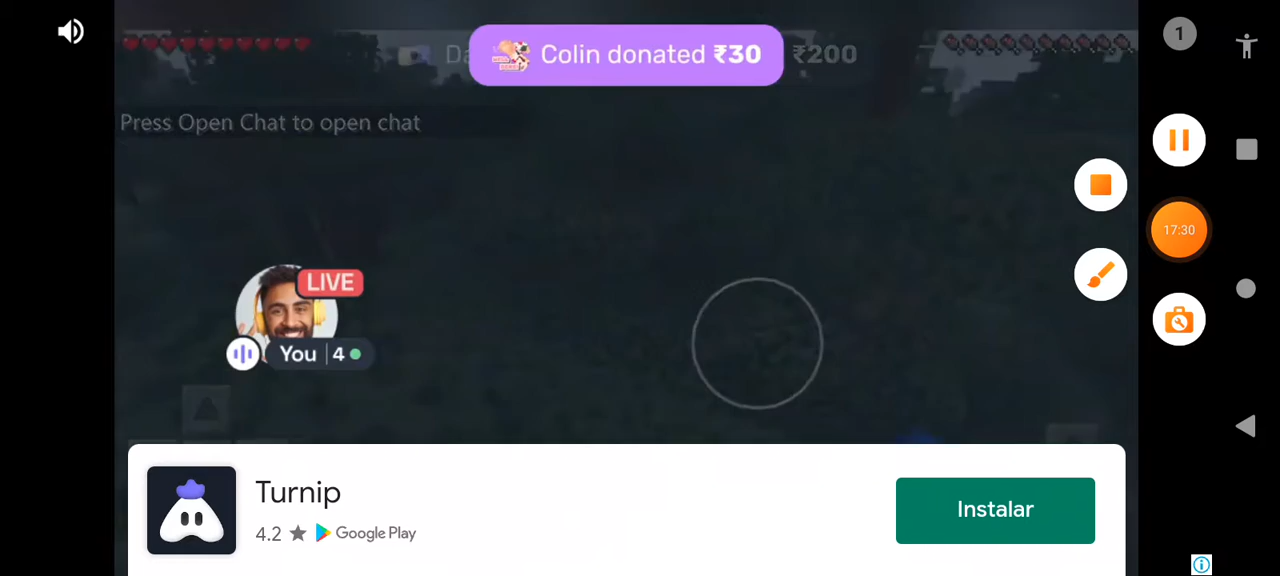 Colin donated ₹30
₹200
1
Press Open Chat to open chat
17:30
LIVE
You | 4
Turnip
4.2 ★ Google Play
Instalar